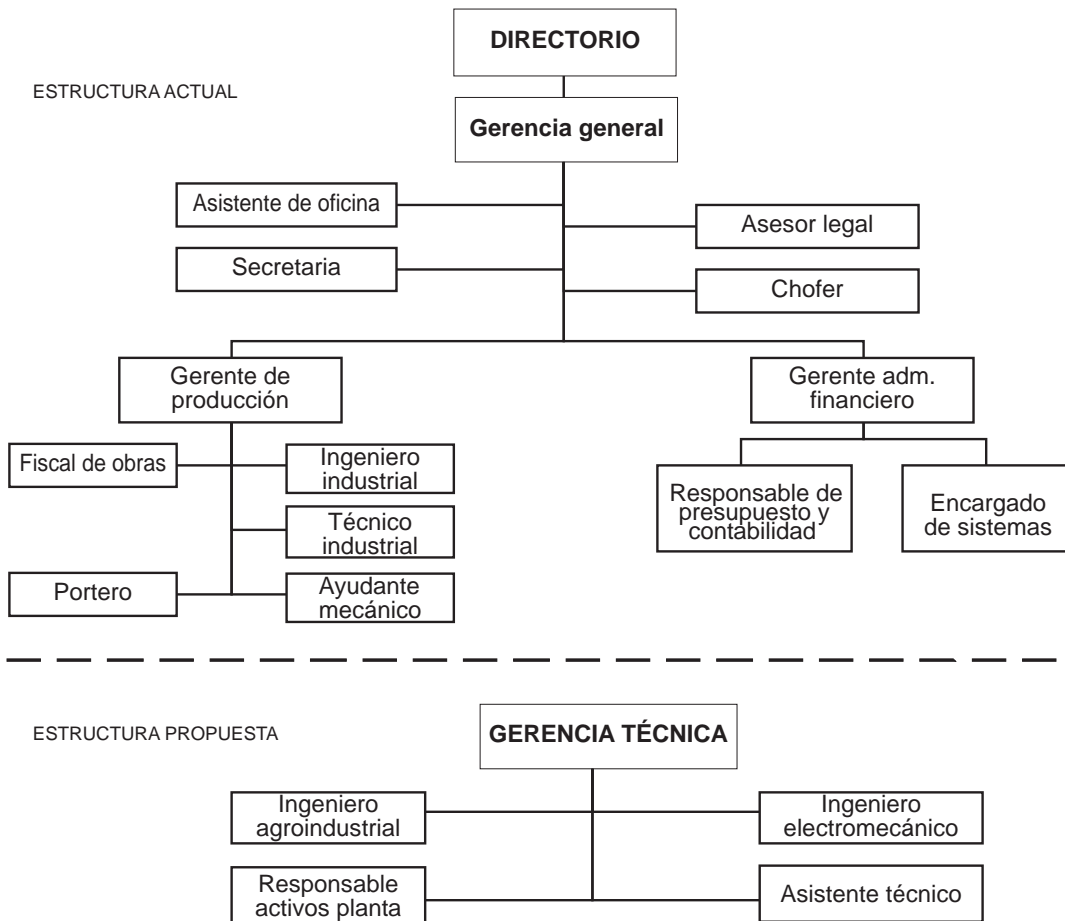 DIRECTORIO
ESTRUCTURA ACTUAL
Gerencia general
Asistente de oficina
Asesor legal
Secretaria
Chofer
Gerente de
producción
Gerente adm.
financiero
Fiscal de obras
Ingeniero
industrial
Técnico
industrial
Portero
Ayudante
mecánico
Responsable de
presupuesto y
contabilidad
Encargado
de sistemas
ESTRUCTURA PROPUESTA
GERENCIA TÉCNICA
Ingeniero
agroindustrial
Ingeniero
electromecánico
Responsable
activos planta
Asistente técnico